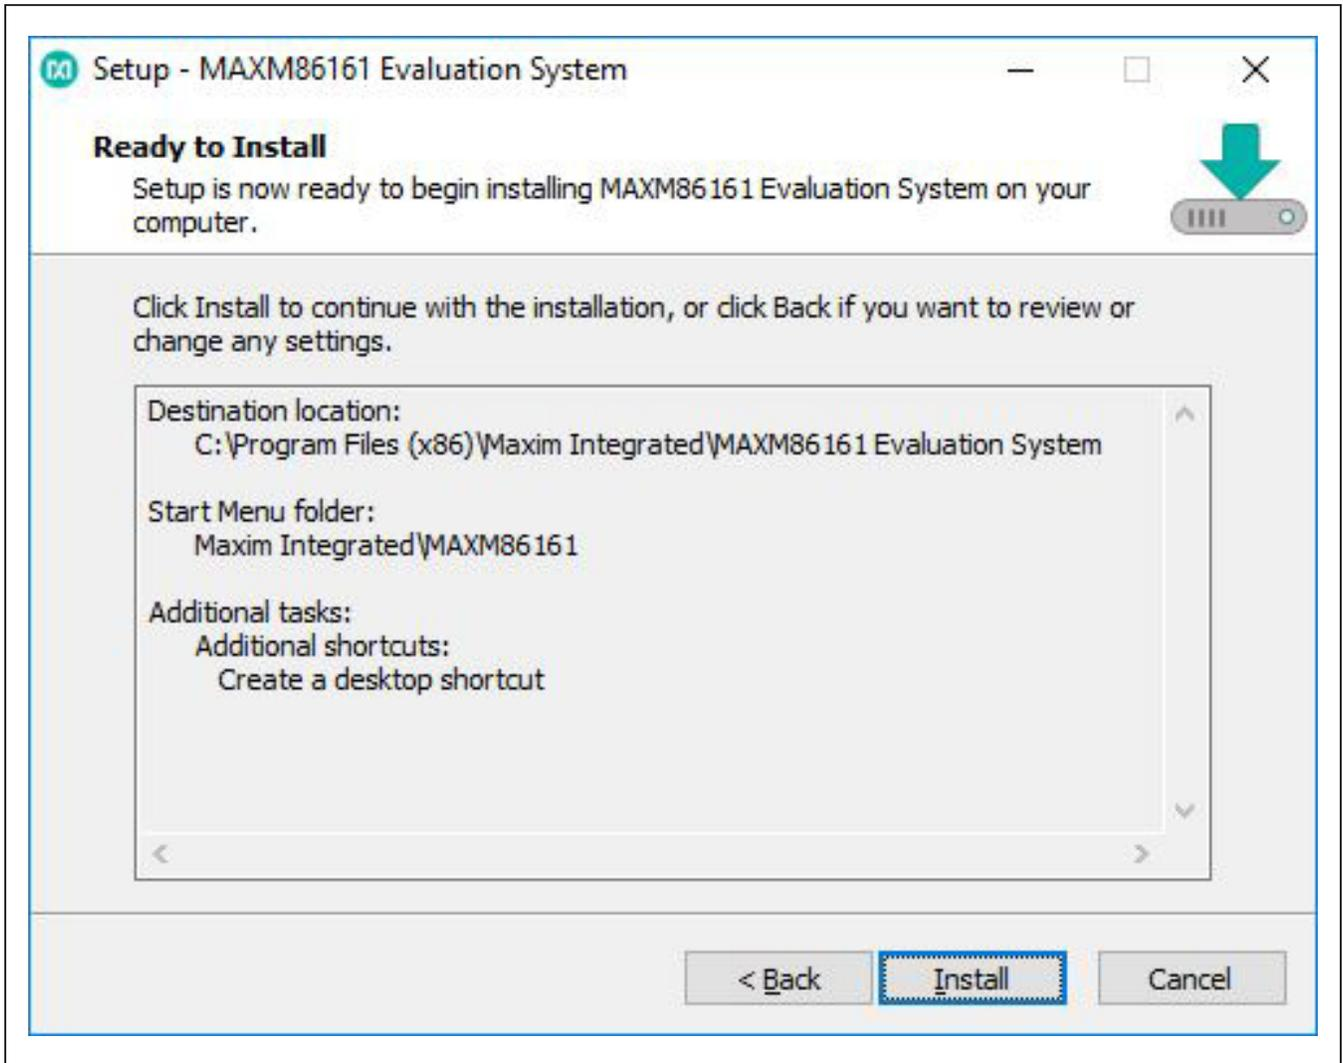 Setup - MAXM86161 Evaluation System
Ready to Install
Setup is now ready to begin installing MAXM86161 Evaluation System on your
computer.
Click Install to continue with the installation, or click Back if you want to review or
change any settings.
Destination location:
C:\Program Files (x86)\Maxim Integrated\MAXM86161 Evaluation System
Start Menu folder:
Maxim Integrated\MAXM86161
Additional tasks:
Additional shortcuts:
Create a desktop shortcut
< Back
Install
Cancel